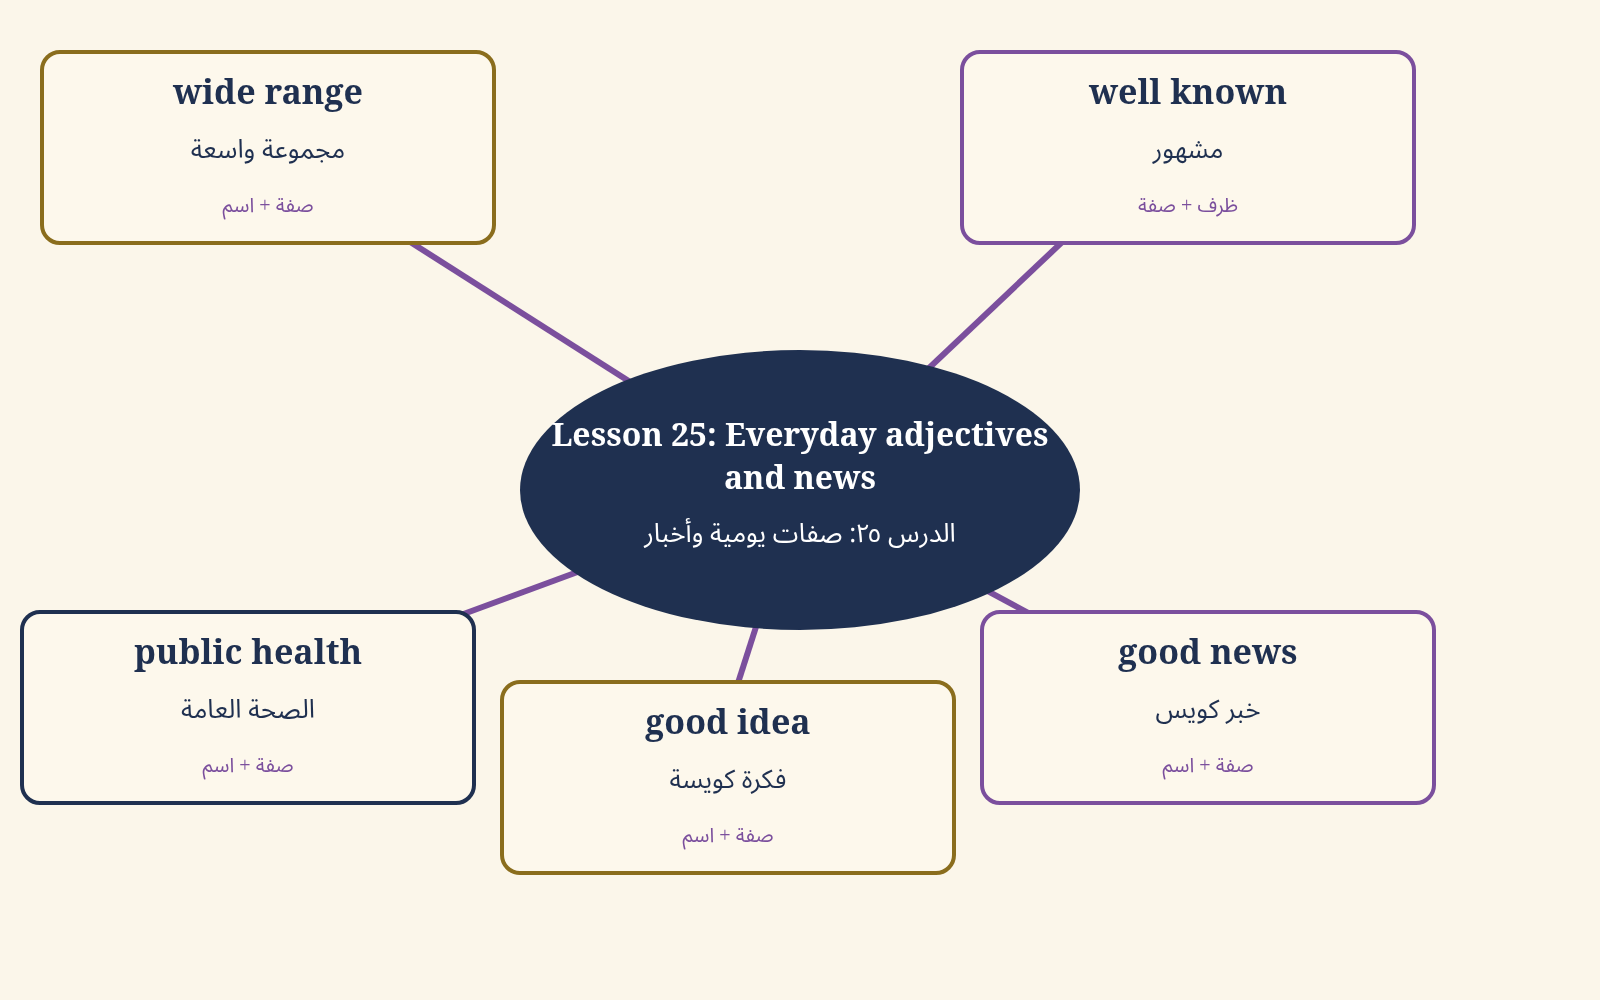 wide range
مجموعة واسعة
صفة + اسم
well known
مشهور
ظرف + صفة
Lesson 25: Everyday adjectives
and news
الدرس ٢٥: صفات يومية وأخبار
public health
الصحة العامة
صفة + اسم
good idea
فكرة كويسة
صفة + اسم
good news
خبر كويس
صفة + اسم